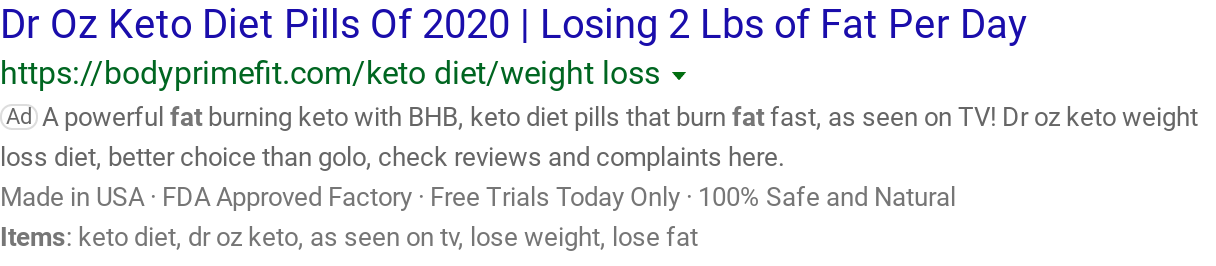 Dr Oz Keto Diet Pills Of 2020 | Losing 2 Lbs of Fat Per Day
https://bodyprimefit.com/keto diet/weight loss
Ad A powerful fat burning keto with BHB, keto diet pills that burn fat fast, as seen on TV! Dr oz keto weight
loss diet, better choice than golo, check reviews and complaints here.
Made in USA · FDA Approved Factory · Free Trials Today Only · 100% Safe and Natural
Items: keto diet, dr oz keto, as seen on tv, lose weight, lose fat